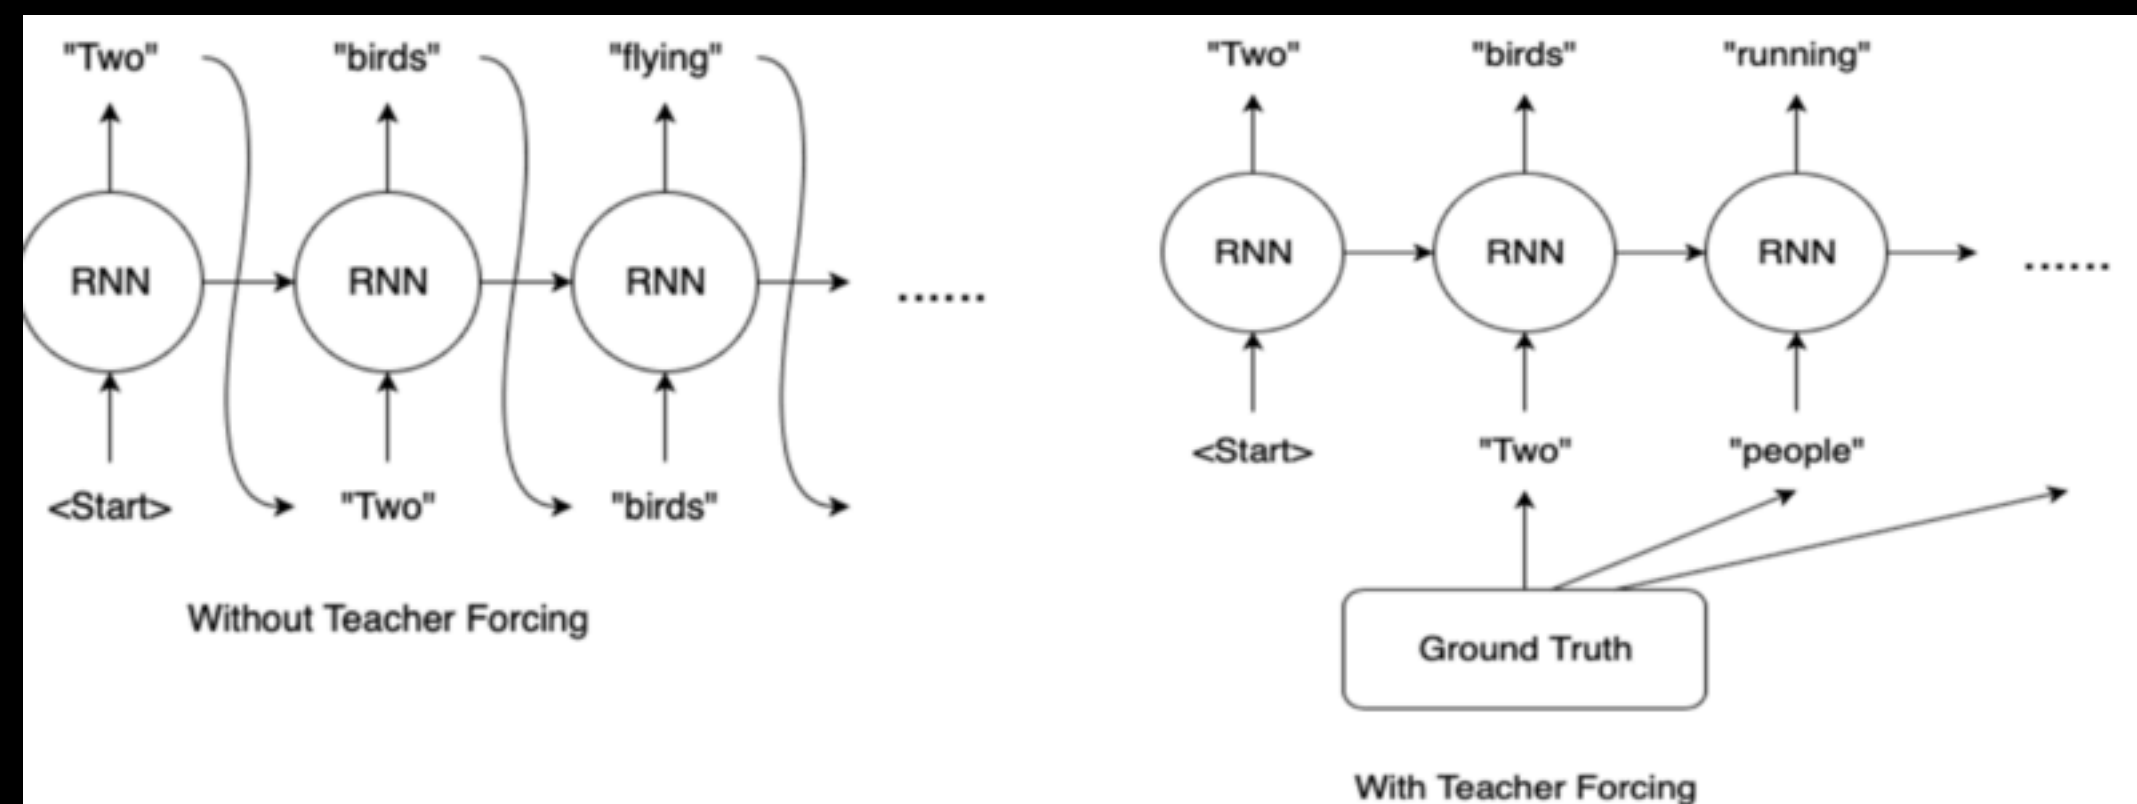 "Two" "birds" "flying"
RNN RNN RNN ......
<Start> "Two" "birds"
Without Teacher Forcing
"Two" "birds" "running"
RNN RNN RNN ......
<Start> "Two" "people"
Ground Truth
With Teacher Forcing